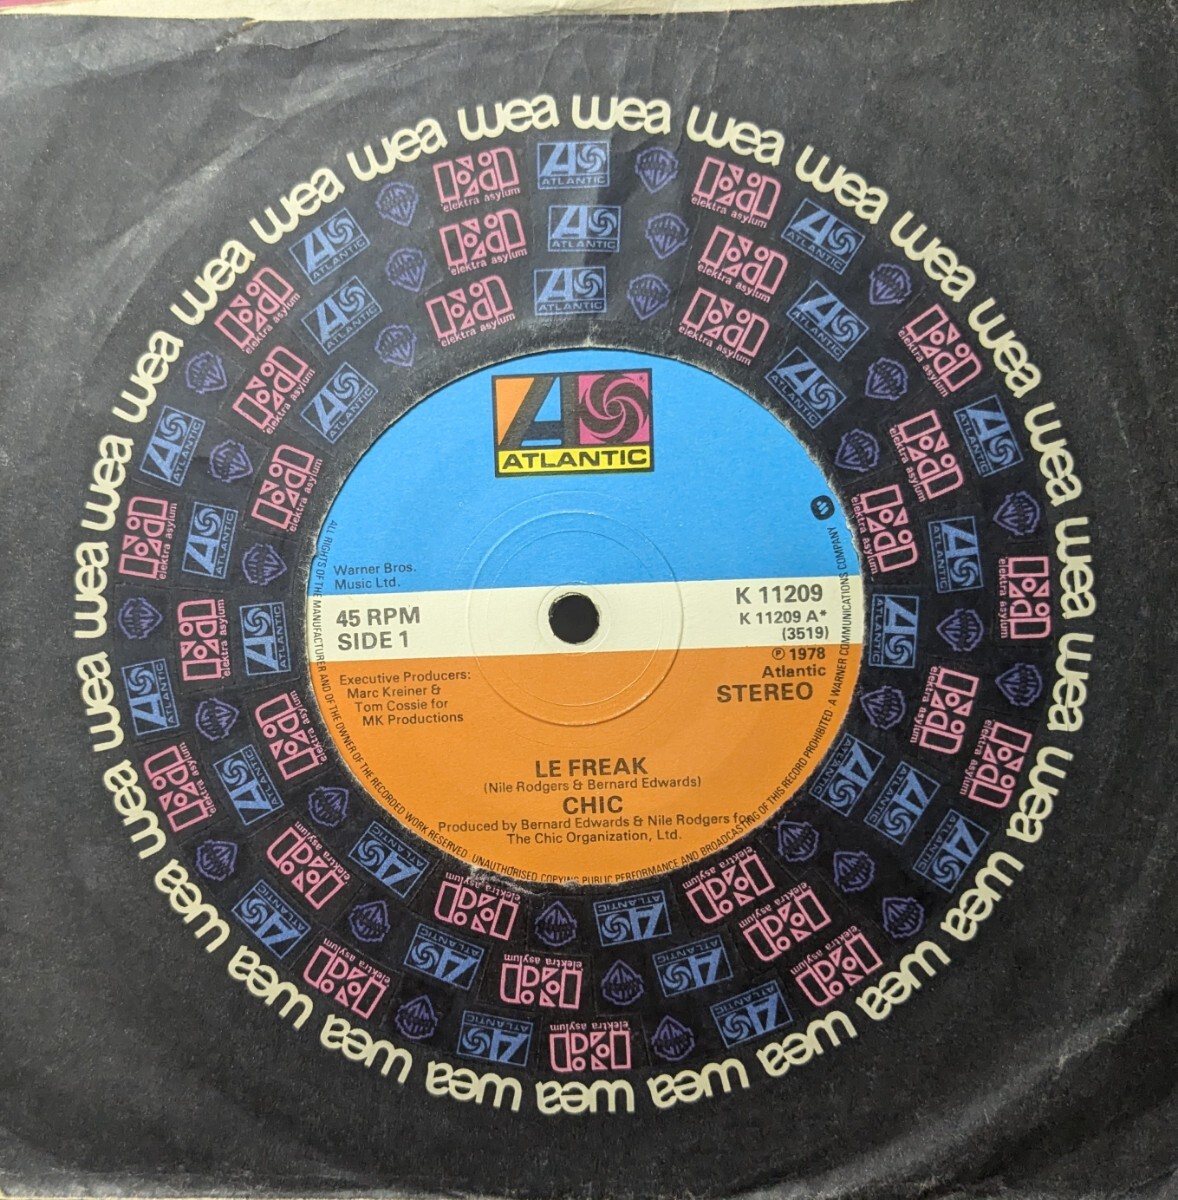 wea wea wea wea wea wea wea wea wea wea wea wea wea wea wea wea wea wea wea wea wea wea wea wea wea wea wea wea
elektra asylum
ATLANTIC
ATLANTIC
Warner Bros.
Music Ltd.
45 RPM
SIDE 1
K 11209
K 11209 A*
(3519)
℗ 1978
Atlantic
STEREO
Executive Producers:
Marc Kreiner &
Tom Cossie for
MK Productions
LE FREAK
(Nile Rodgers & Bernard Edwards)
CHIC
Produced by Bernard Edwards & Nile Rodgers for
The Chic Organization, Ltd.
ALL RIGHTS OF THE MANUFACTURER AND OF THE OWNER OF THE RECORDED WORK RESERVED. UNAUTHORISED COPYING PUBLIC PERFORMANCE AND BROADCASTING OF THIS RECORD PROHIBITED. A WARNER COMMUNICATIONS COMPANY